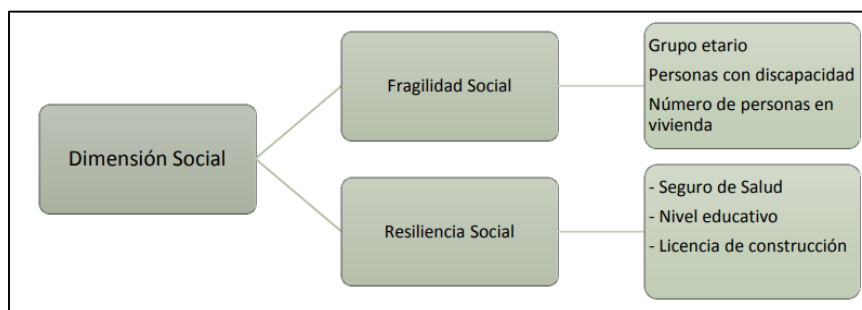 Dimensión Social
Fragilidad Social
Grupo etario
Personas con discapacidad
Número de personas en
vivienda
Resiliencia Social
- Seguro de Salud
- Nivel educativo
- Licencia de construcción